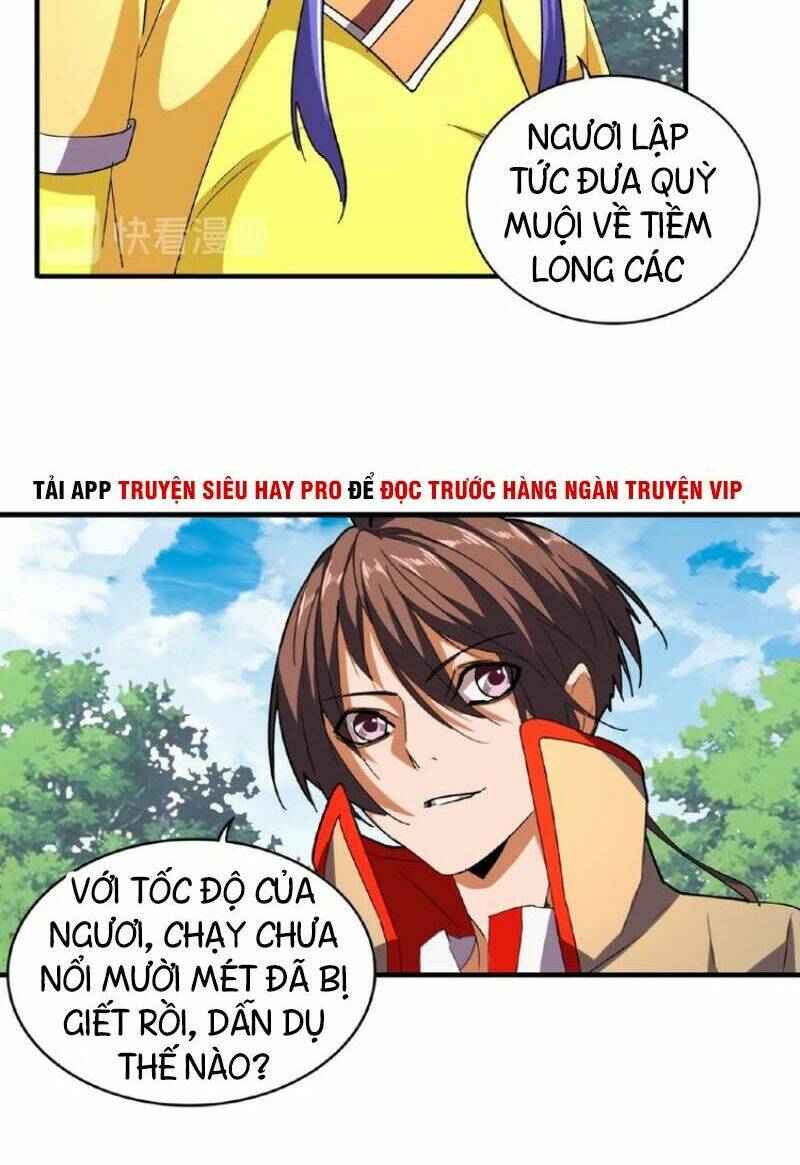 NGƯƠI LẬP
TỨC ĐƯA QUỲ
MUỘI VỀ TIỀM
LONG CÁC
快看漫画
TẢI APP TRUYỆN SIÊU HAY PRO ĐỂ ĐỌC TRƯỚC HÀNG NGÀN TRUYỆN VIP
VỚI TỐC ĐỘ CỦA
NGƯƠI, CHẠY CHƯA
NỔI MƯỜI MÉT ĐÃ BỊ
GIẾT RỒI, DẪN DỤ
THẾ NÀO?